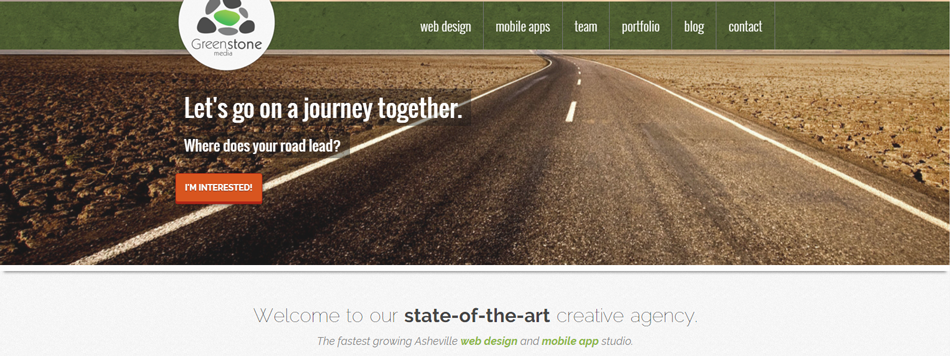 Greenstone
media
web design
mobile apps
team
portfolio
blog
contact
Let's go on a journey together.
Where does your road lead?
I'M INTERESTED!
Welcome to our state-of-the-art creative agency.
The fastest growing Asheville web design and mobile app studio.